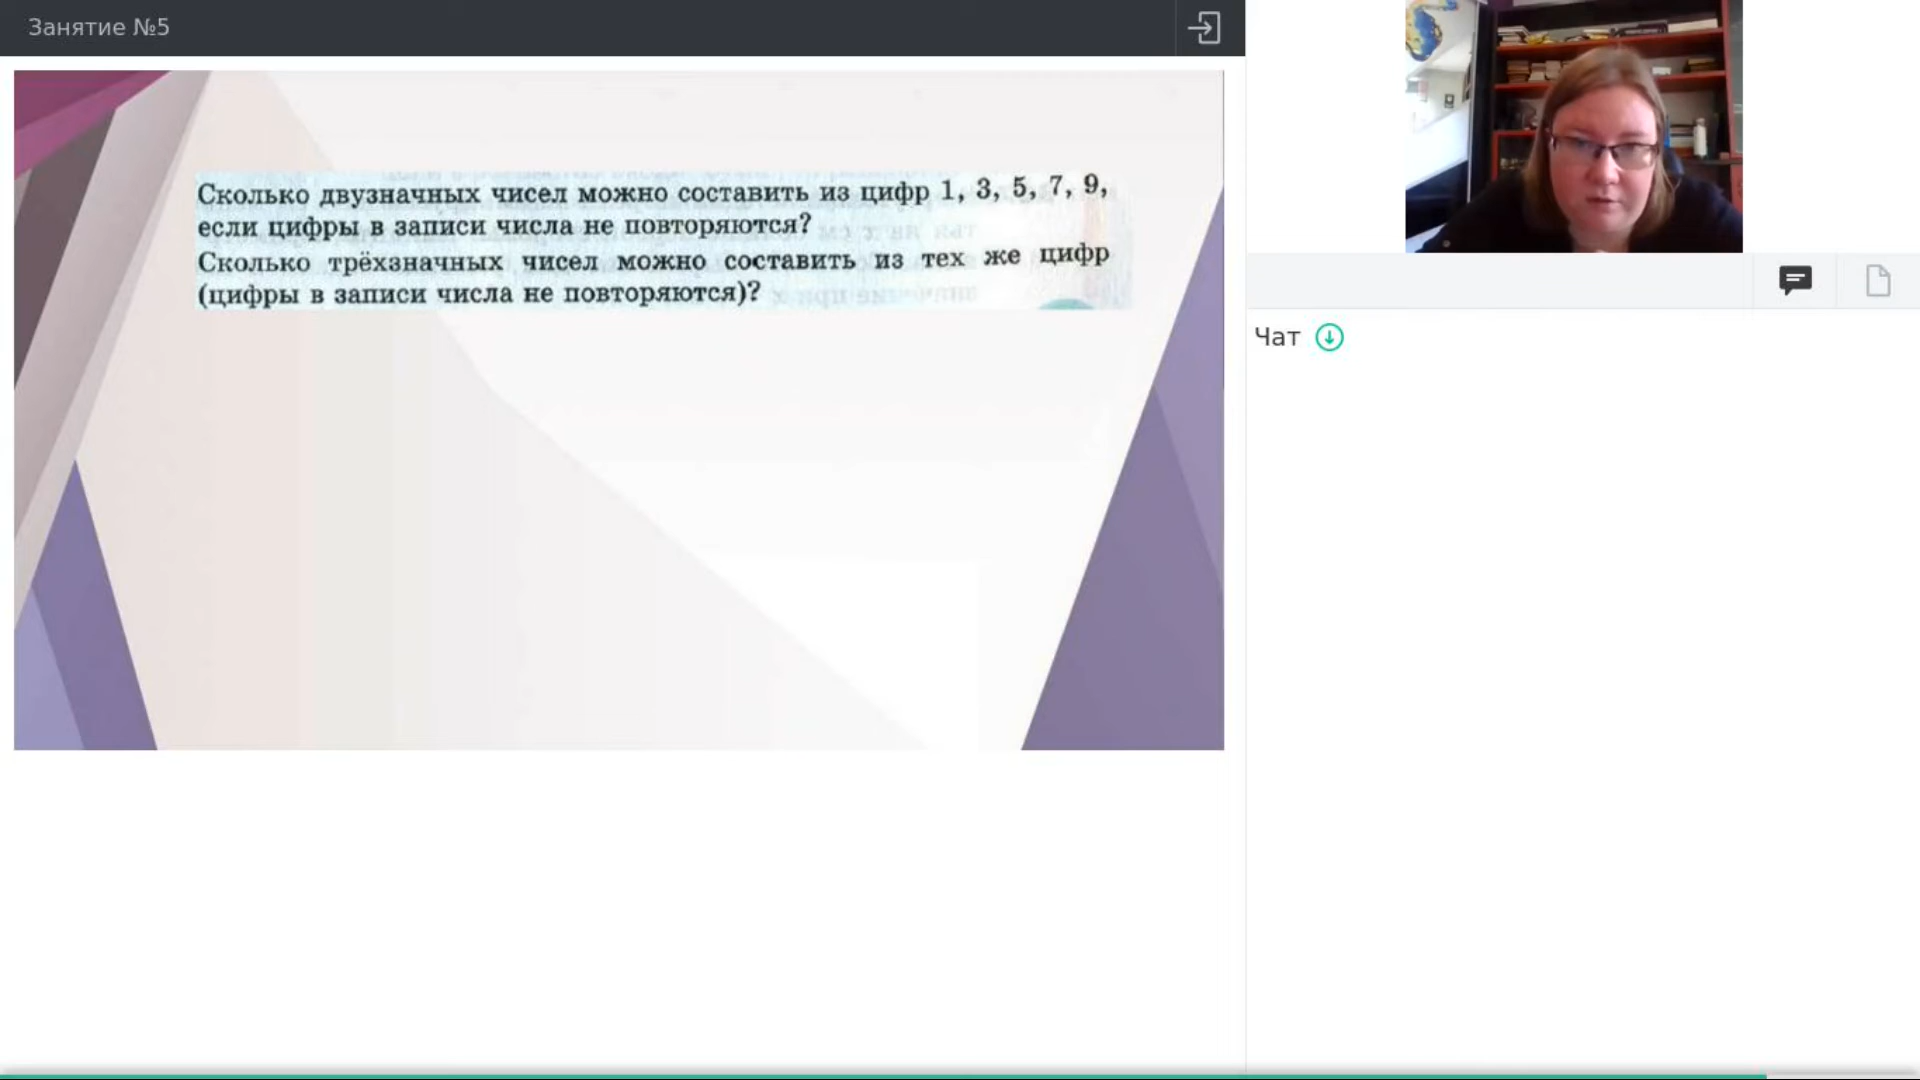 Занятие №5
Сколько двузначных чисел можно составить из цифр 1, 3, 5, 7, 9,
если цифры в записи числа не повторяются?
Сколько трёхзначных чисел можно составить из тех же цифр
(цифры в записи числа не повторяются)?
Чат